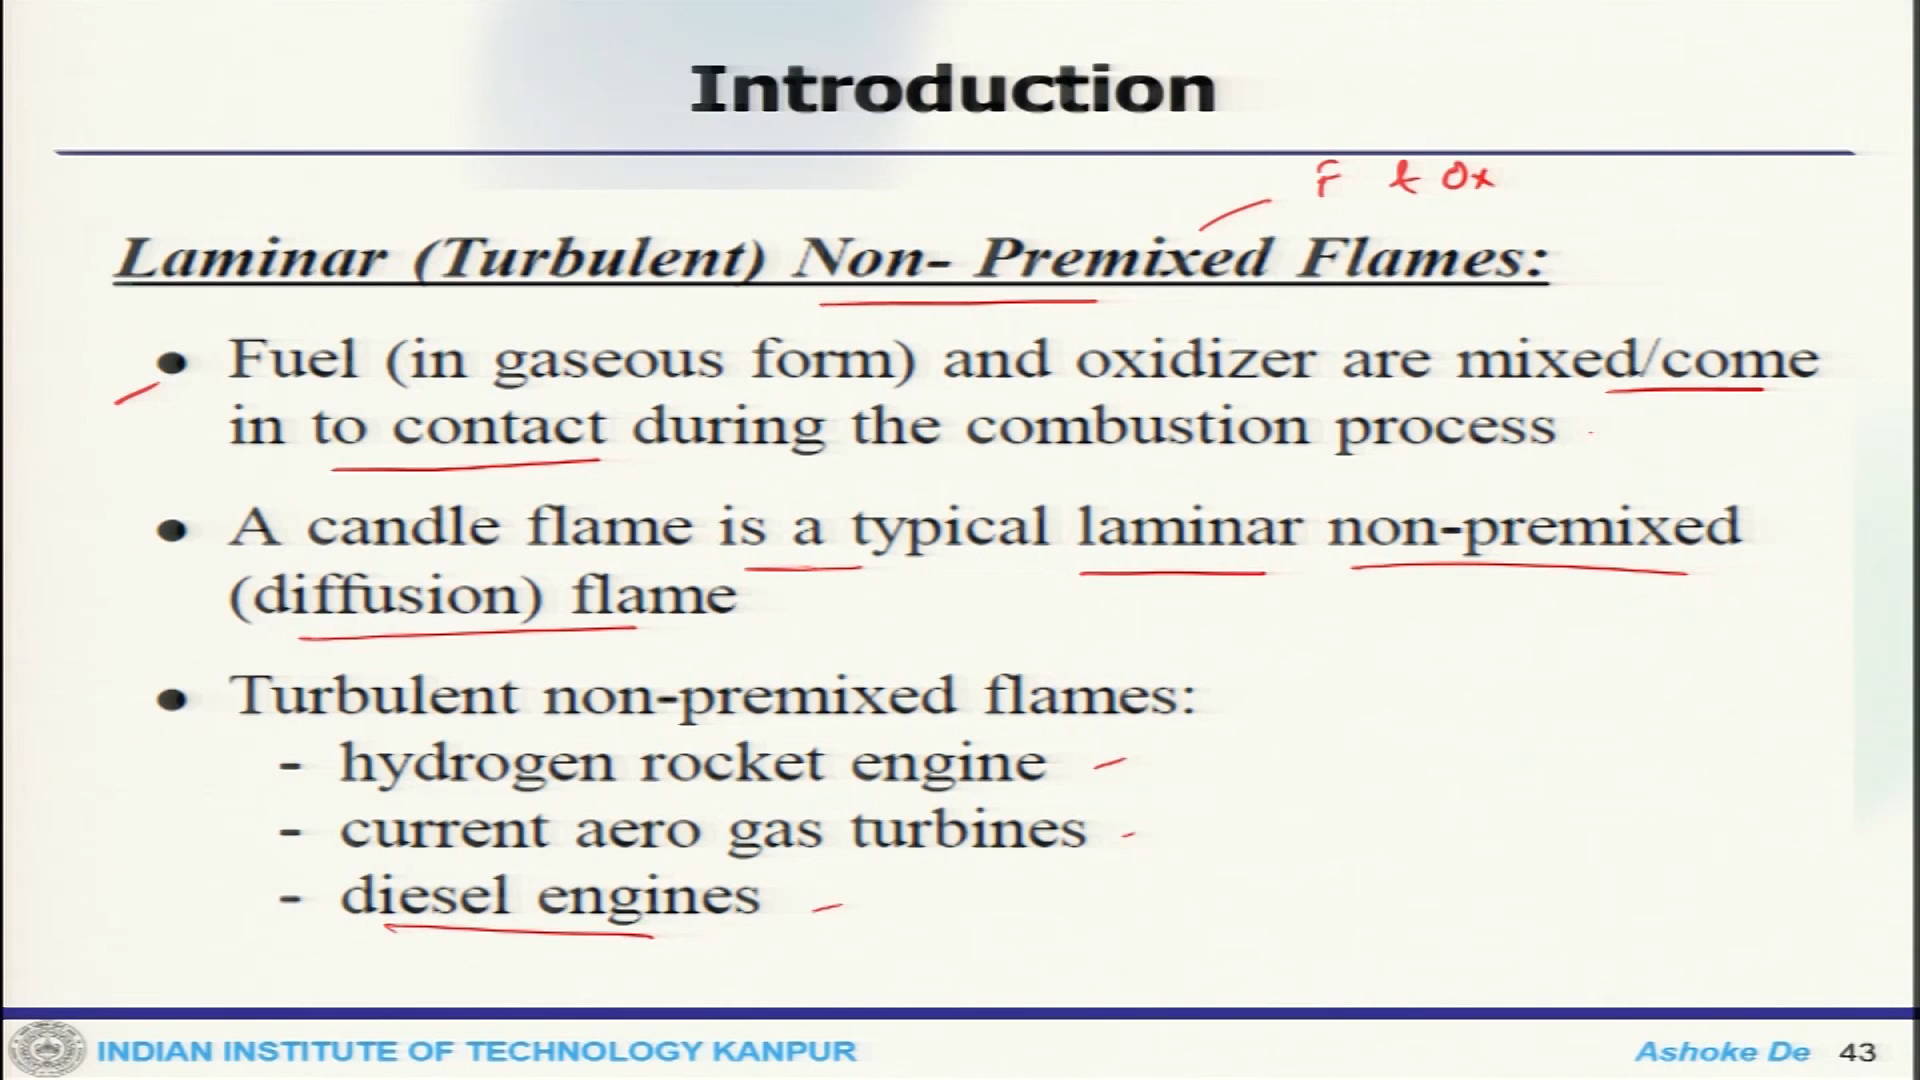 Introduction
F & Ox
Laminar (Turbulent) Non- Premixed Flames:
● Fuel (in gaseous form) and oxidizer are mixed/come
in to contact during the combustion process
● A candle flame is a typical laminar non-premixed
(diffusion) flame
● Turbulent non-premixed flames:
- hydrogen rocket engine
- current aero gas turbines
- diesel engines
INDIAN INSTITUTE OF TECHNOLOGY KANPUR
Ashoke De 43